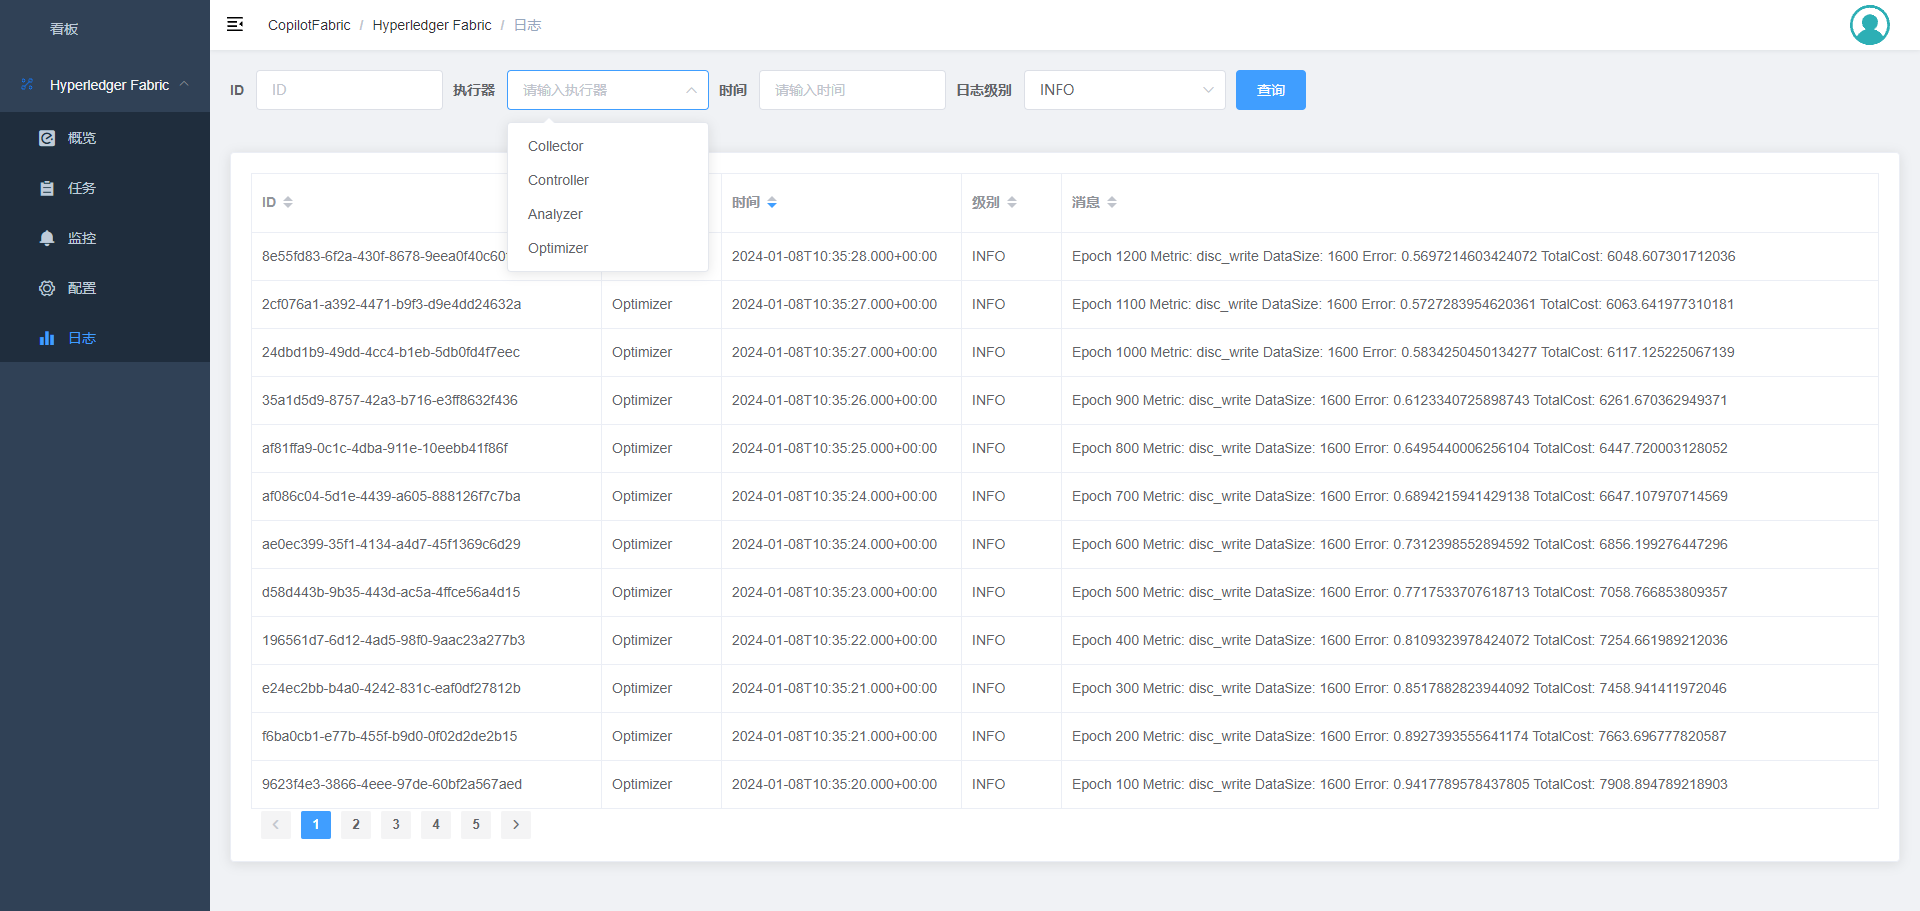 看板
Hyperledger Fabric
概览
任务
监控
配置
日志
CopilotFabric / Hyperledger Fabric / 日志
ID ID 执行器 请输入执行器 时间 请输入时间 日志级别 INFO 查询
Collector
Controller
Analyzer
Optimizer
ID 时间 级别 消息
8e55fd83-6f2a-430f-8678-9eea0f40c60 2024-01-08T10:35:28.000+00:00 INFO Epoch 1200 Metric: disc_write DataSize: 1600 Error: 0.5697214603424072 TotalCost: 6048.607301712036
2cf076a1-a392-4471-b9f3-d9e4dd24632a Optimizer 2024-01-08T10:35:27.000+00:00 INFO Epoch 1100 Metric: disc_write DataSize: 1600 Error: 0.5727283954620361 TotalCost: 6063.641977310181
24dbd1b9-49dd-4cc4-b1eb-5db0fd4f7eec Optimizer 2024-01-08T10:35:27.000+00:00 INFO Epoch 1000 Metric: disc_write DataSize: 1600 Error: 0.5834250450134277 TotalCost: 6117.125225067139
35a1d5d9-8757-42a3-b716-e3ff8632f436 Optimizer 2024-01-08T10:35:26.000+00:00 INFO Epoch 900 Metric: disc_write DataSize: 1600 Error: 0.6123340725898743 TotalCost: 6261.670362949371
af81ffa9-0c1c-4dba-911e-10eebb41f86f Optimizer 2024-01-08T10:35:25.000+00:00 INFO Epoch 800 Metric: disc_write DataSize: 1600 Error: 0.6495440006256104 TotalCost: 6447.720003128052
af086c04-5d1e-4439-a605-888126f7c7ba Optimizer 2024-01-08T10:35:24.000+00:00 INFO Epoch 700 Metric: disc_write DataSize: 1600 Error: 0.6894215941429138 TotalCost: 6647.107970714569
ae0ec399-35f1-4134-a4d7-45f1369c6d29 Optimizer 2024-01-08T10:35:24.000+00:00 INFO Epoch 600 Metric: disc_write DataSize: 1600 Error: 0.7312398552894592 TotalCost: 6856.199276447296
d58d443b-9b35-443d-ac5a-4ffce56a4d15 Optimizer 2024-01-08T10:35:23.000+00:00 INFO Epoch 500 Metric: disc_write DataSize: 1600 Error: 0.7717533707618713 TotalCost: 7058.766853809357
196561d7-6d12-4ad5-98f0-9aac23a277b3 Optimizer 2024-01-08T10:35:22.000+00:00 INFO Epoch 400 Metric: disc_write DataSize: 1600 Error: 0.8109323978424072 TotalCost: 7254.661989212036
e24ec2bb-b4a0-4242-831c-eaf0df27812b Optimizer 2024-01-08T10:35:21.000+00:00 INFO Epoch 300 Metric: disc_write DataSize: 1600 Error: 0.8517882823944092 TotalCost: 7458.941411972046
f6ba0cb1-e77b-455f-b9d0-0f02d2de2b15 Optimizer 2024-01-08T10:35:21.000+00:00 INFO Epoch 200 Metric: disc_write DataSize: 1600 Error: 0.8927393555641174 TotalCost: 7663.696777820587
9623f4e3-3866-4eee-97de-60bf2a567aed Optimizer 2024-01-08T10:35:20.000+00:00 INFO Epoch 100 Metric: disc_write DataSize: 1600 Error: 0.9417789578437805 TotalCost: 7908.894789218903
1 2 3 4 5